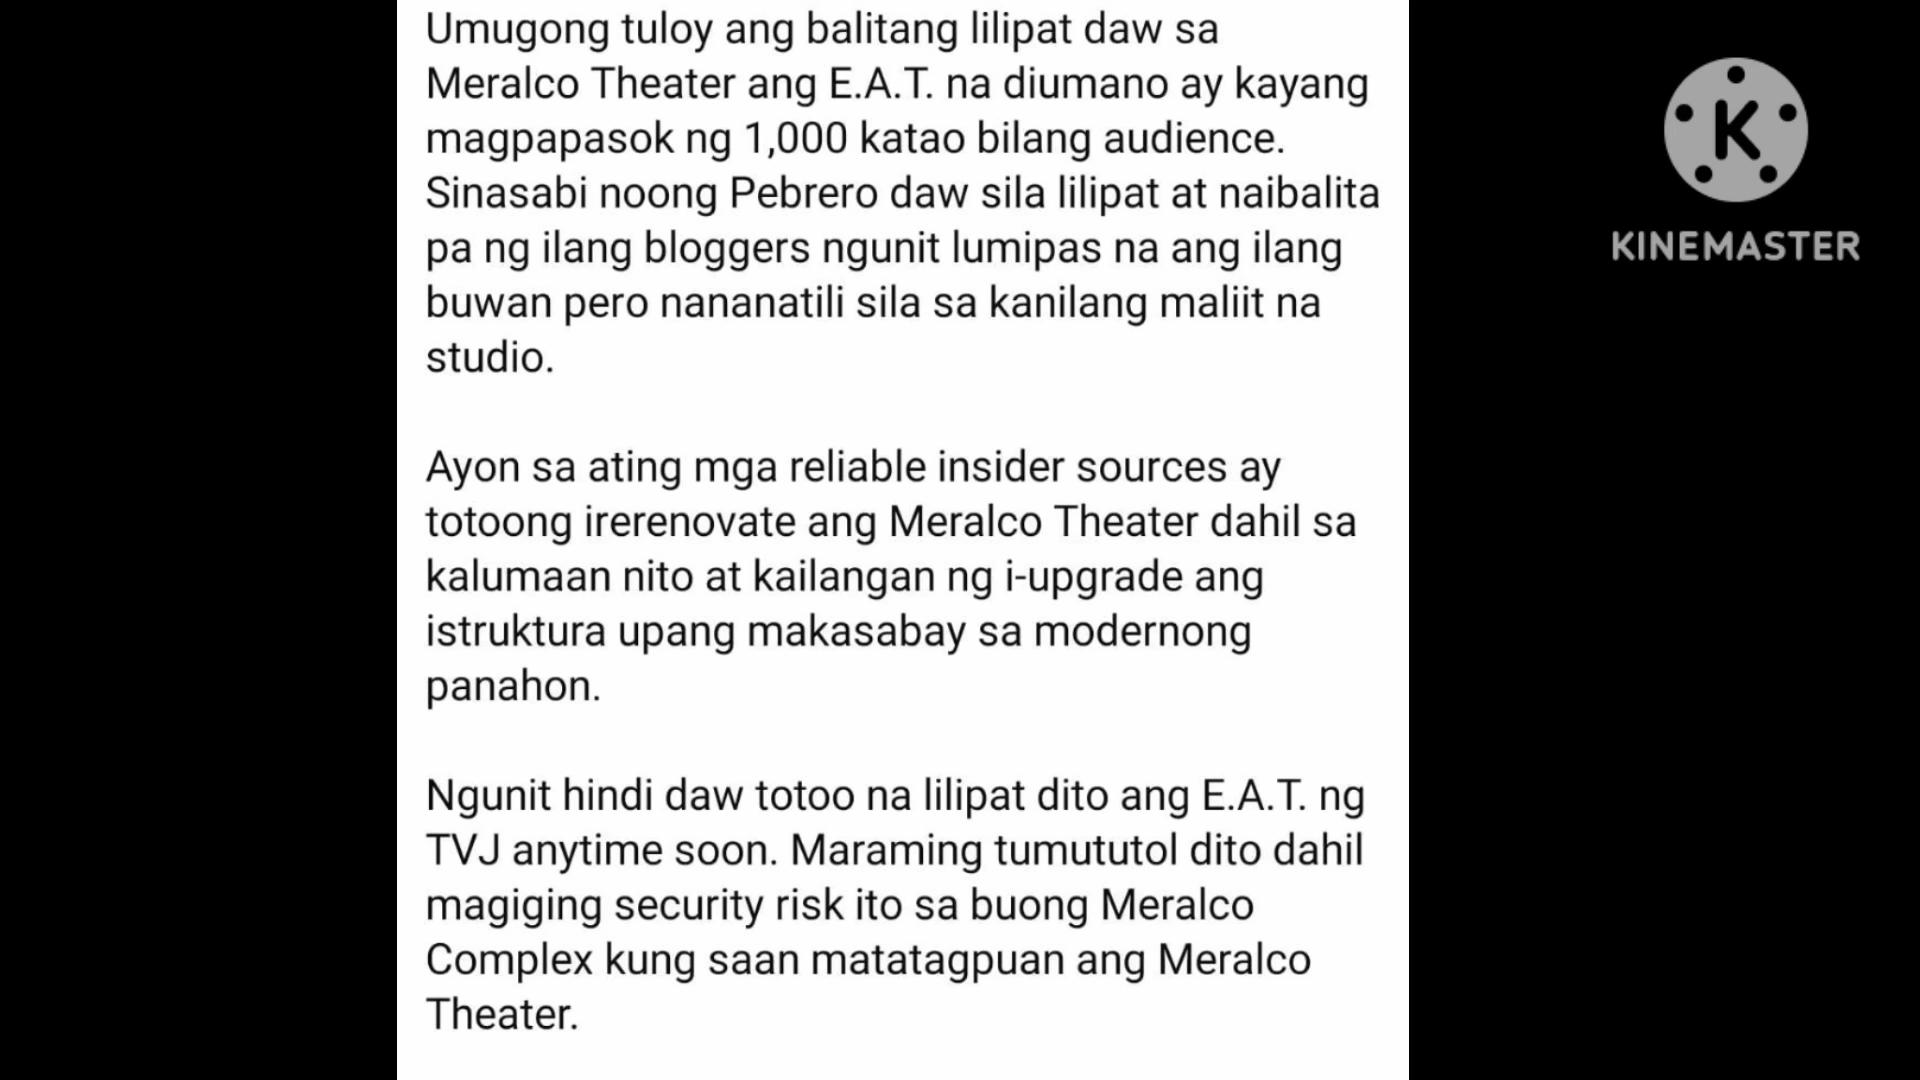 Umugong tuloy ang balitang lilipat daw sa
Meralco Theater ang E.A.T. na diumano ay kayang
magpapasok ng 1,000 katao bilang audience.
Sinasabi noong Pebrero daw sila lilipat at naibalita
pa ng ilang bloggers ngunit lumipas na ang ilang
buwan pero nananatili sila sa kanilang maliit na
studio.
Ayon sa ating mga reliable insider sources ay
totoong irerenovate ang Meralco Theater dahil sa
kalumaan nito at kailangan ng i-upgrade ang
istruktura upang makasabay sa modernong
panahon.
Ngunit hindi daw totoo na lilipat dito ang E.A.T. ng
TVJ anytime soon. Maraming tumututol dito dahil
magiging security risk ito sa buong Meralco
Complex kung saan matatagpuan ang Meralco
Theater.
K
KINEMASTER